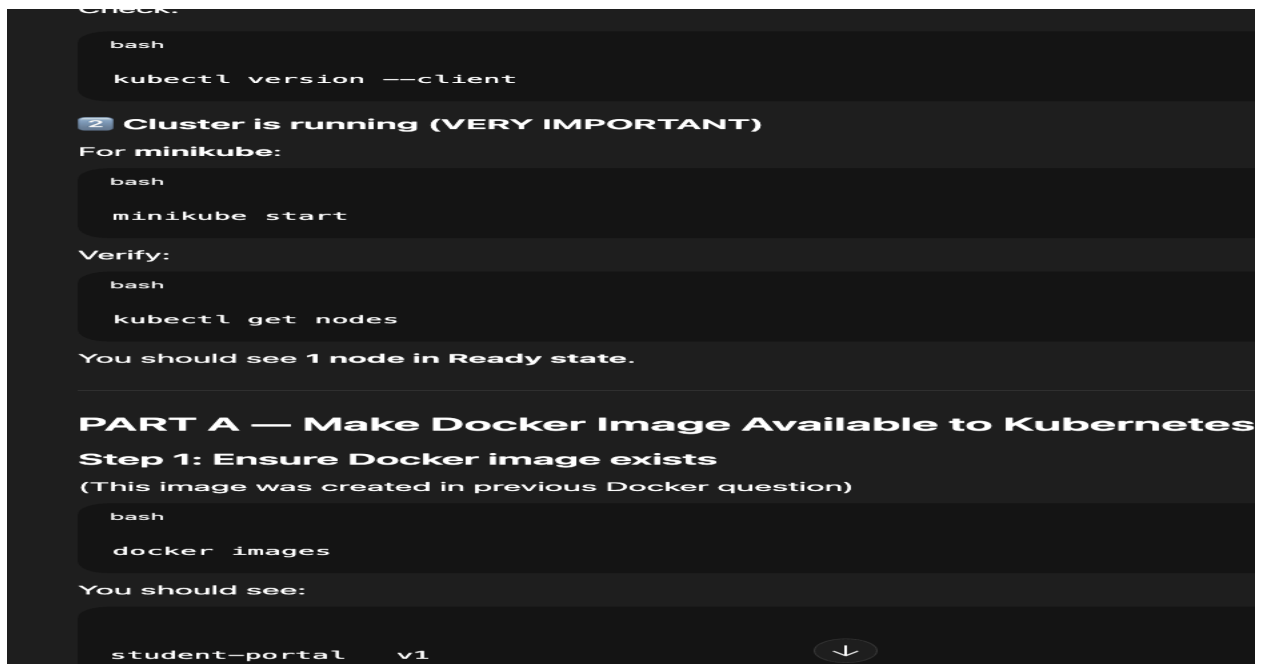 Check:
bash
kubectl version --client
2 Cluster is running (VERY IMPORTANT)
For minikube:
bash
minikube start
Verify:
bash
kubectl get nodes
You should see 1 node in Ready state.
PART A — Make Docker Image Available to Kubernetes
Step 1: Ensure Docker image exists
(This image was created in previous Docker question)
bash
docker images
You should see:
student-portal v1